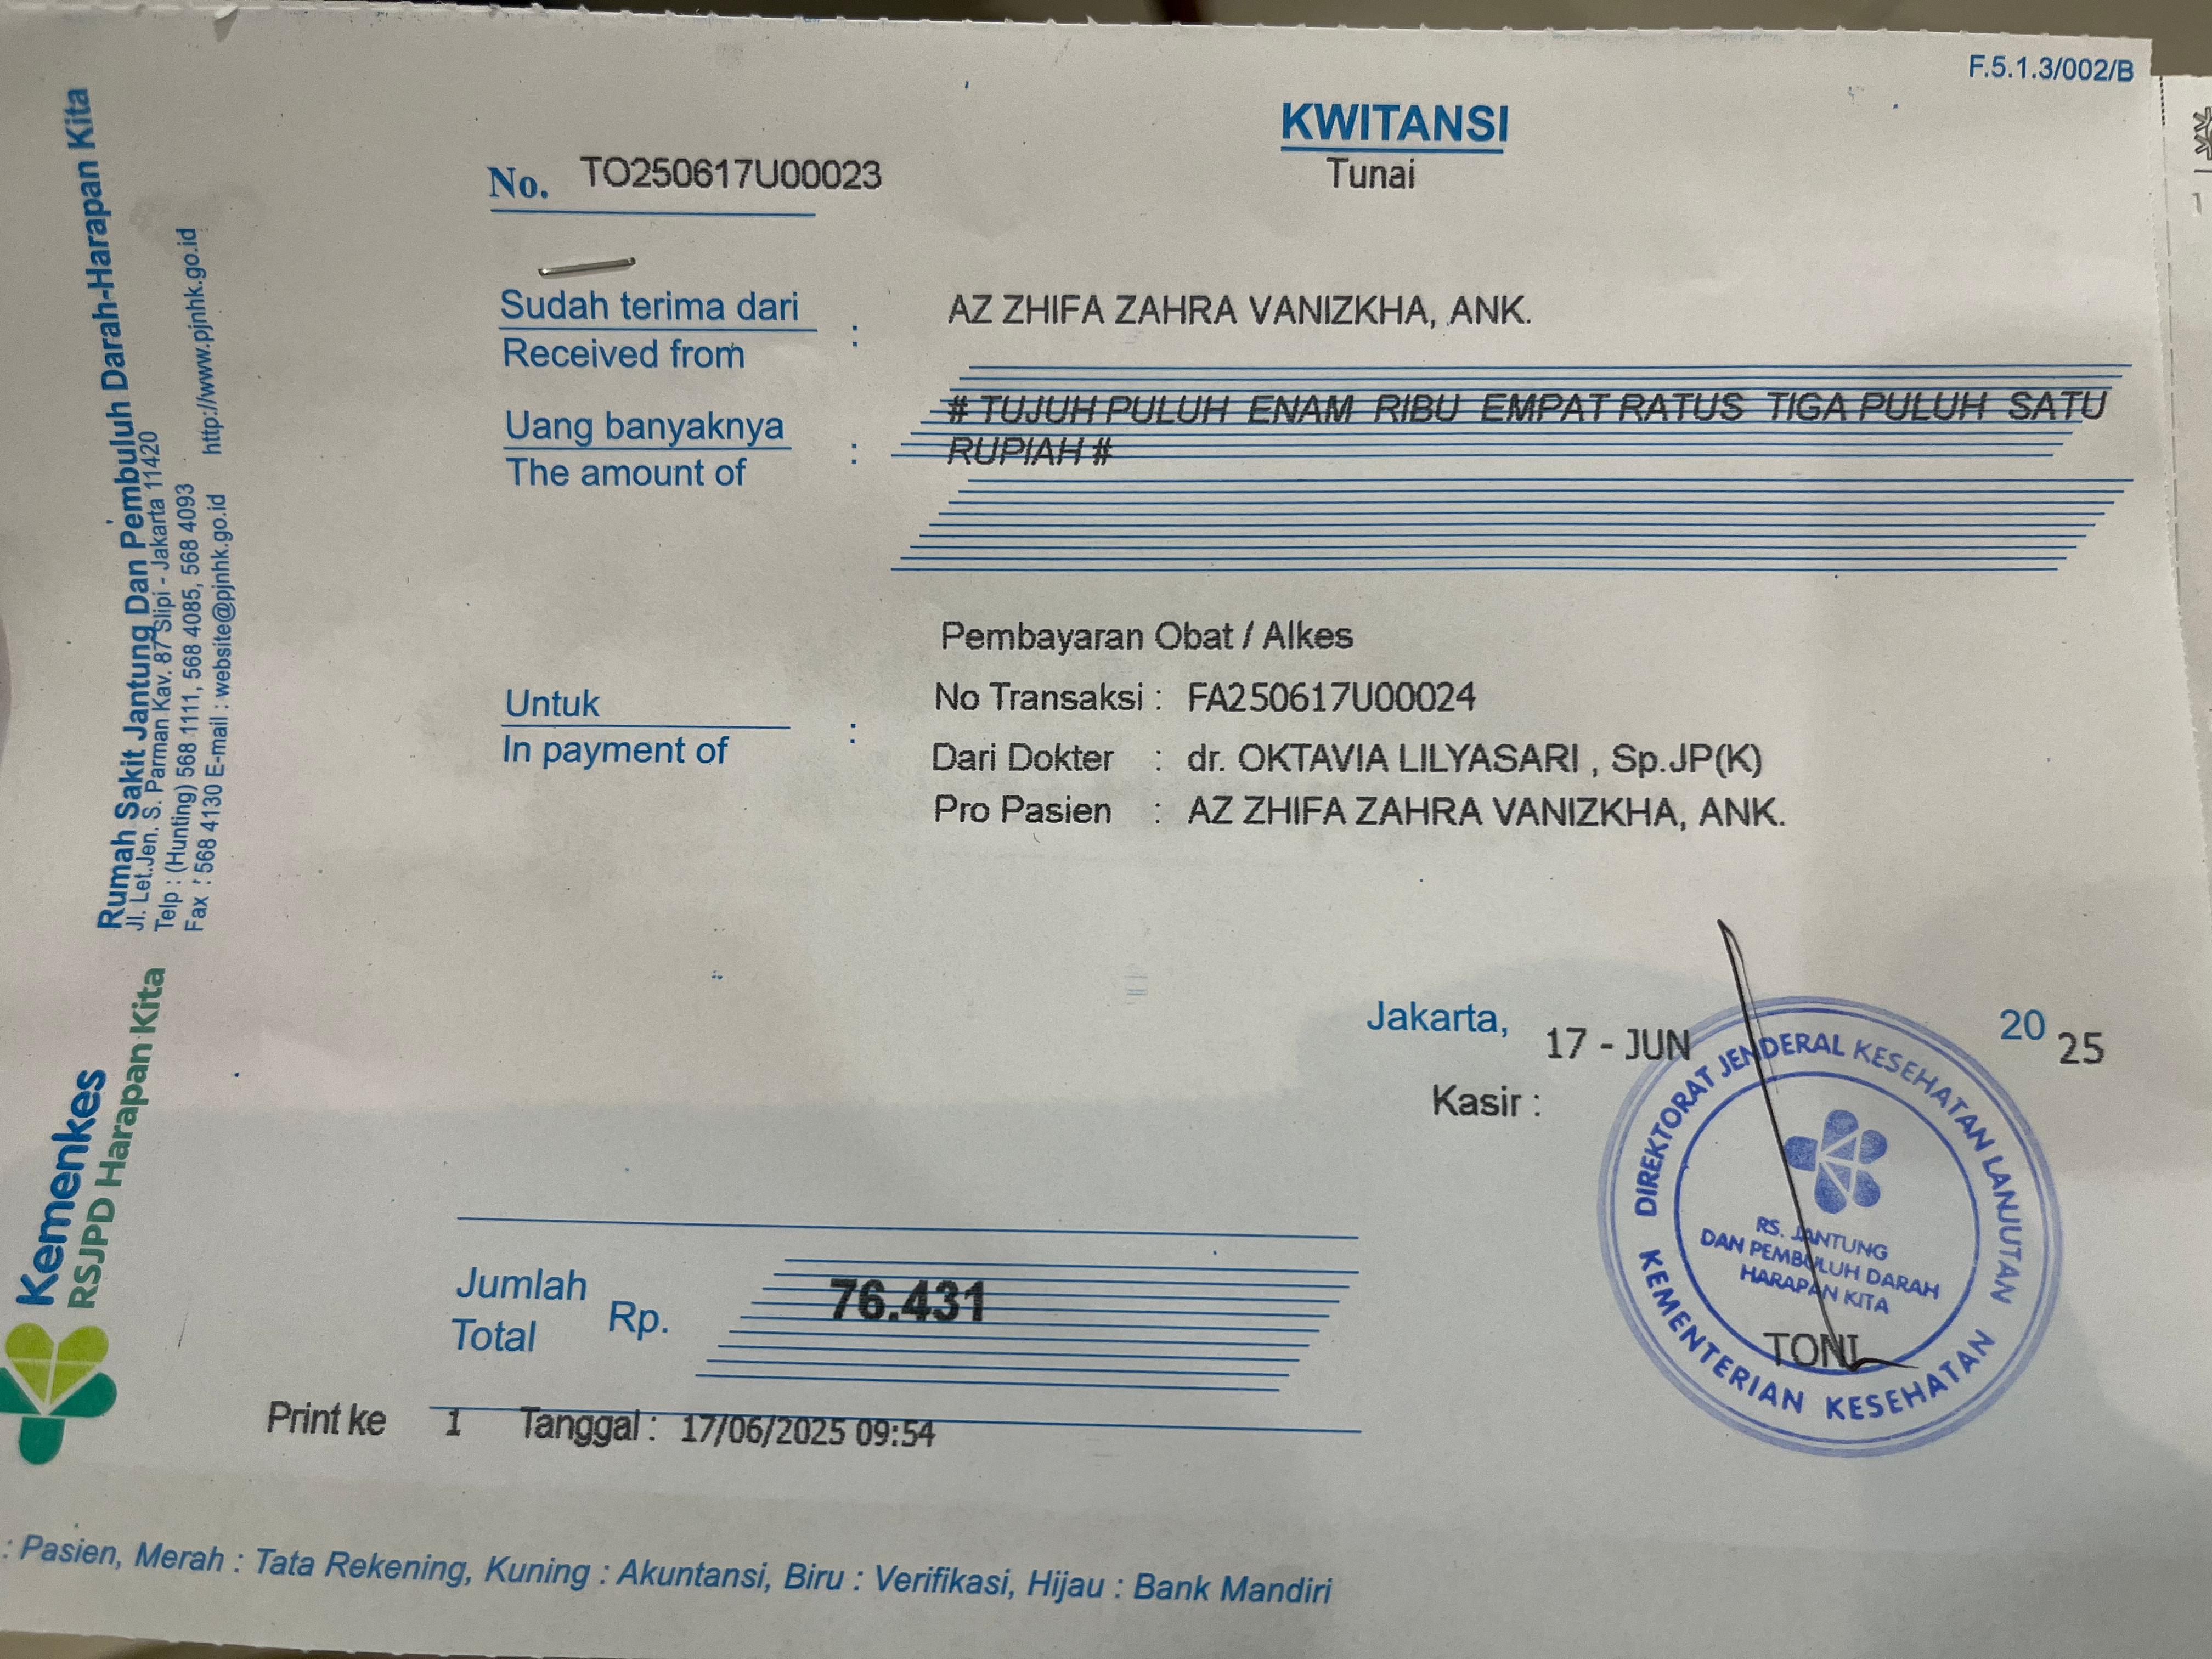 F.5.1.3/002/B
KWITANSI
Tunai
No. TO250617U00023
Sudah terima dari : AZ ZHIFA ZAHRA VANIZKHA, ANK.
Received from
Uang banyaknya : # TUJUH PULUH ENAM RIBU EMPAT RATUS TIGA PULUH SATU
RUPIAH #
The amount of
Pembayaran Obat / Alkes
Untuk : No Transaksi : FA250617U00024
In payment of
Dari Dokter : dr. OKTAVIA LILYASARI , Sp.JP(K)
Pro Pasien : AZ ZHIFA ZAHRA VANIZKHA, ANK.
Jakarta, 17 - JUN 20 25
Kasir :
DIREKTORAT JENDERAL KESEHATAN LANJUTAN
RS. JANTUNG
DAN PEMBULUH DARAH
HARAPAN KITA
KEMENTERIAN KESEHATAN
TONI
Jumlah Rp. 76.431
Total
Print ke 1 Tanggal : 17/06/2025 09:54
: Pasien, Merah : Tata Rekening, Kuning : Akuntansi, Biru : Verifikasi, Hijau : Bank Mandiri
Kemenkes
RSJPD Harapan Kita
Rumah Sakit Jantung Dan Pembuluh Darah-Harapan Kita
Jl. Let.Jen. S. Parman Kav. 87 Slipi - Jakarta 11420
Telp : (Hunting) 568 1111, 568 4085, 568 4093
Fax : 568 4130 E-mail : website@pjnhk.go.id http://www.pjnhk.go.id